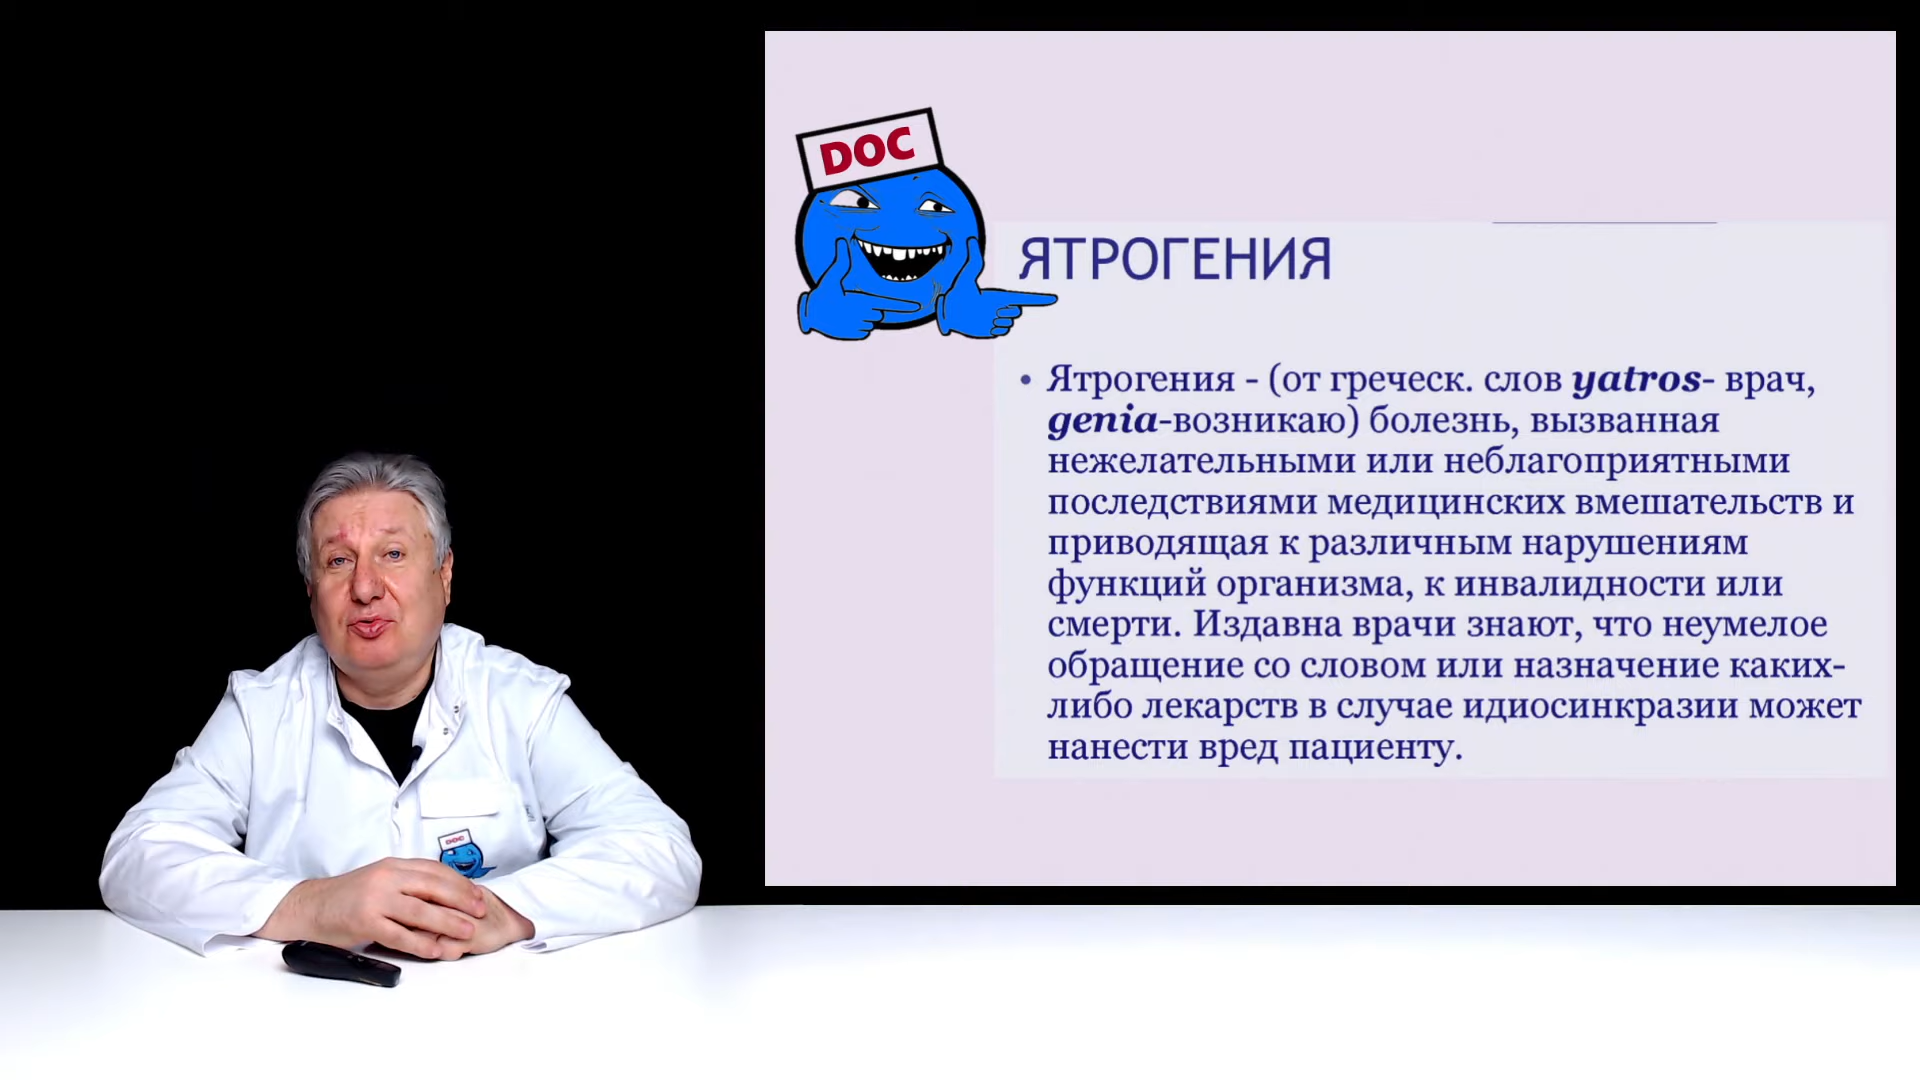 DOC
ЯТРОГЕНИЯ
• Ятрогения - (от греческ. слов yatros- врач,
genia-возникаю) болезнь, вызванная
нежелательными или неблагоприятными
последствиями медицинских вмешательств и
приводящая к различным нарушениям
функций организма, к инвалидности или
смерти. Издавна врачи знают, что неумелое
обращение со словом или назначение каких-
либо лекарств в случае идиосинкразии может
нанести вред пациенту.
DOC